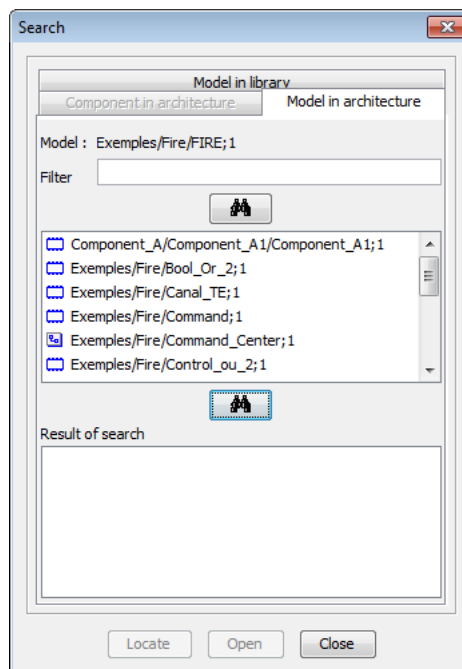 Search
Model in library
Component in architecture Model in architecture
Model : Exemples/Fire/FIRE;1
Filter
Component_A/Component_A1/Component_A1;1
Exemples/Fire/Bool_Or_2;1
Exemples/Fire/Canal_TE;1
Exemples/Fire/Command;1
Exemples/Fire/Command_Center;1
Exemples/Fire/Control_ou_2;1
Result of search
Locate Open Close